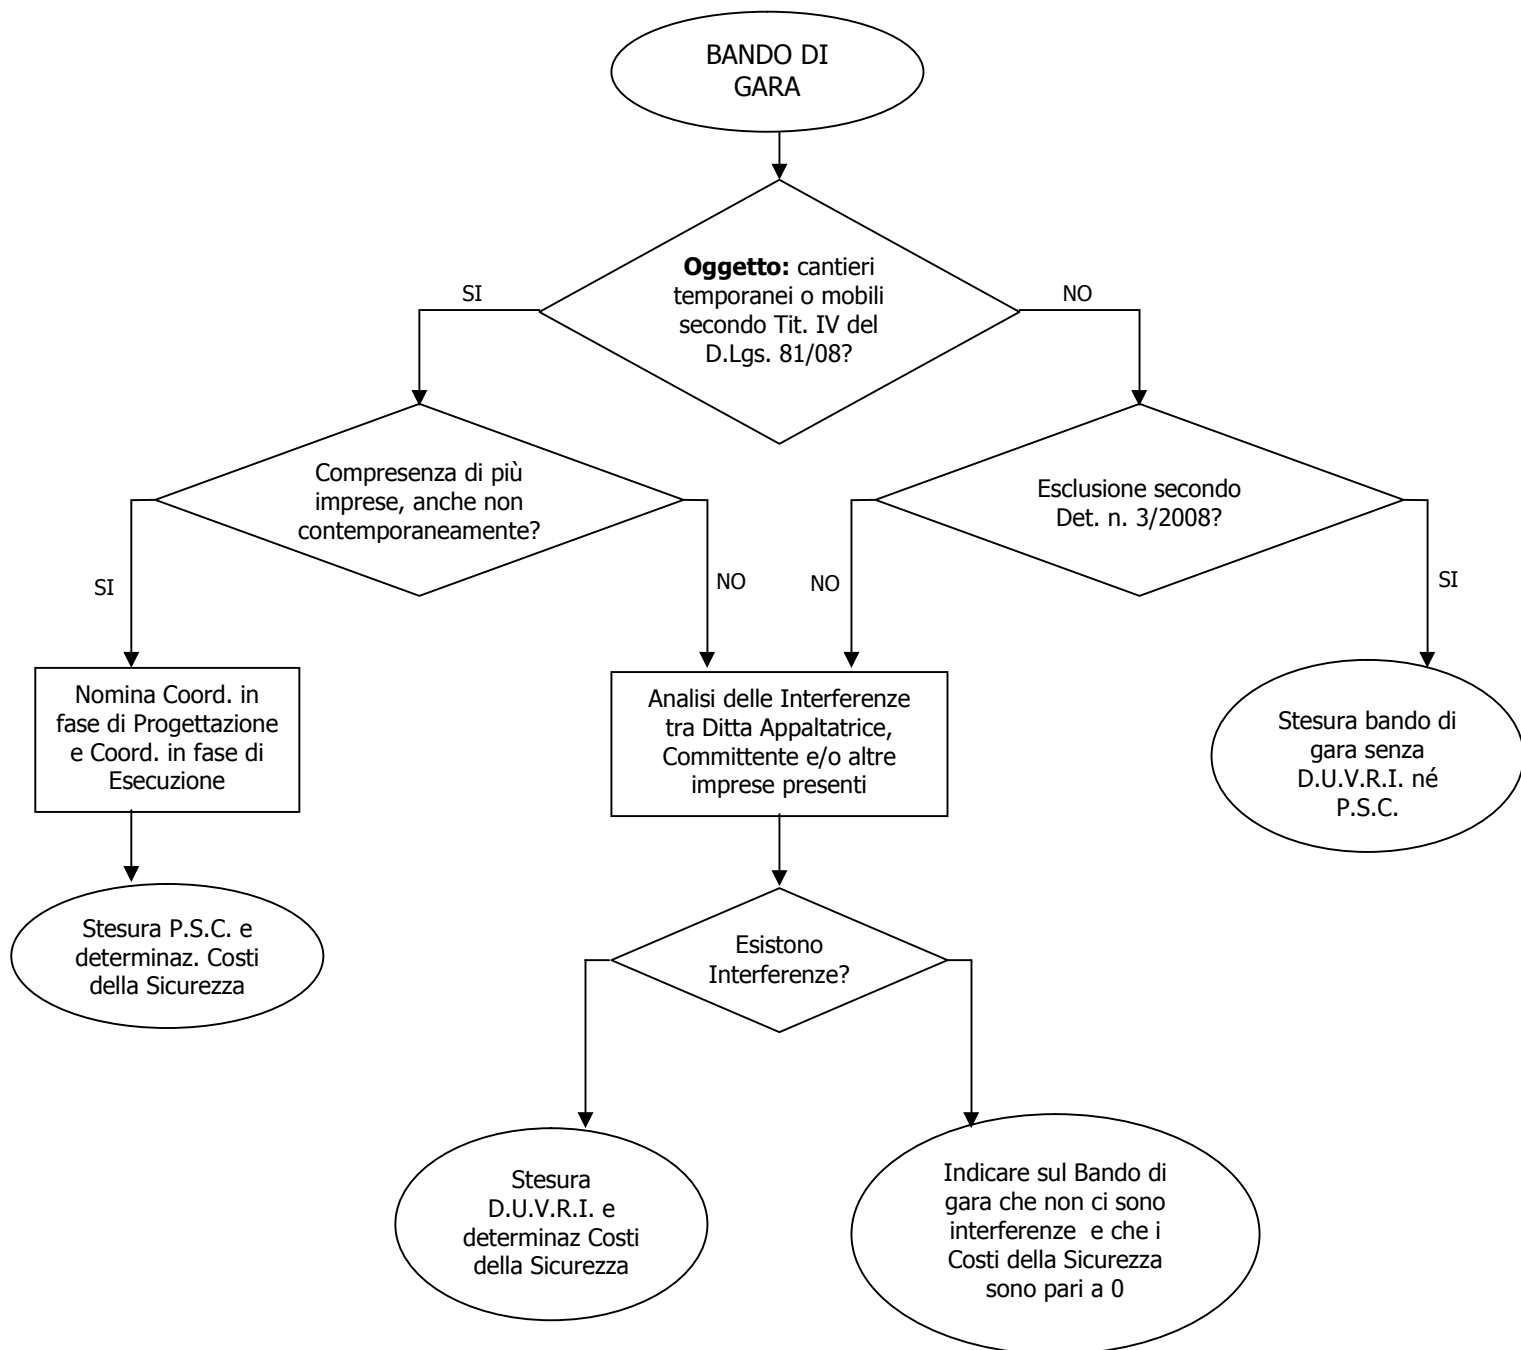 BANDO DI
GARA
Oggetto: cantieri
temporanei o mobili
secondo Tit. IV del
D.Lgs. 81/08?
SI
NO
Compresenza di più
imprese, anche non
contemporaneamente?
Esclusione secondo
Det. n. 3/2008?
SI
NO
NO
SI
Nomina Coord. in
fase di Progettazione
e Coord. in fase di
Esecuzione
Analisi delle Interferenze
tra Ditta Appaltatrice,
Committente e/o altre
imprese presenti
Stesura bando di
gara senza
D.U.V.R.I. né
P.S.C.
Stesura P.S.C. e
determinaz. Costi
della Sicurezza
Esistono
Interferenze?
Stesura
D.U.V.R.I. e
determinaz Costi
della Sicurezza
Indicare sul Bando di
gara che non ci sono
interferenze e che i
Costi della Sicurezza
sono pari a 0